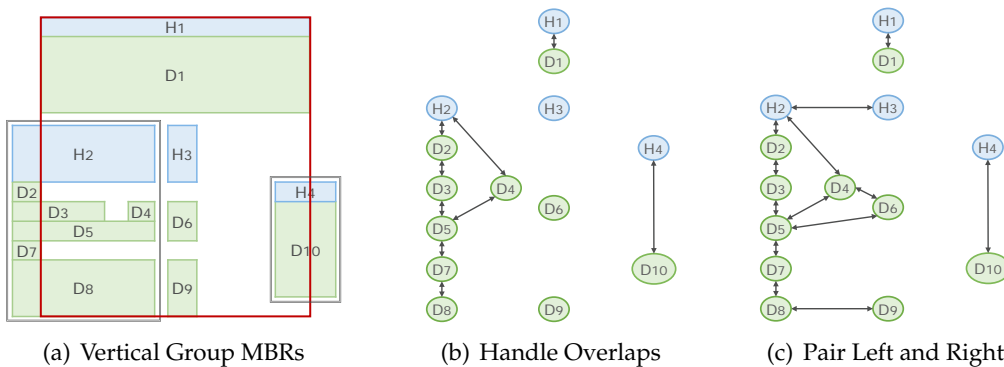 H1
D1
H2
H3
D2
D3
D4
D5
D6
H4
D7
D10
D8
D9
(a) Vertical Group MBRs
H1
D1
H2
H3
D2
H4
D3
D4
D6
D5
D7
D10
D8
D9
(b) Handle Overlaps
H1
D1
H2
H3
D2
H4
D3
D4
D6
D5
D7
D10
D8
D9
(c) Pair Left and Right